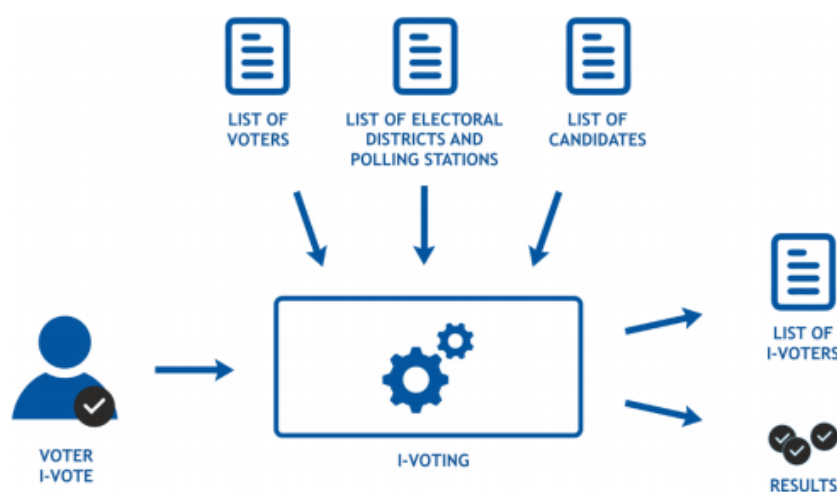 LIST OF
VOTERS
LIST OF ELECTORAL
DISTRICTS AND
POLLING STATIONS
LIST OF
CANDIDATES
LIST OF
I-VOTERS
VOTER
I-VOTE
I-VOTING
RESULTS